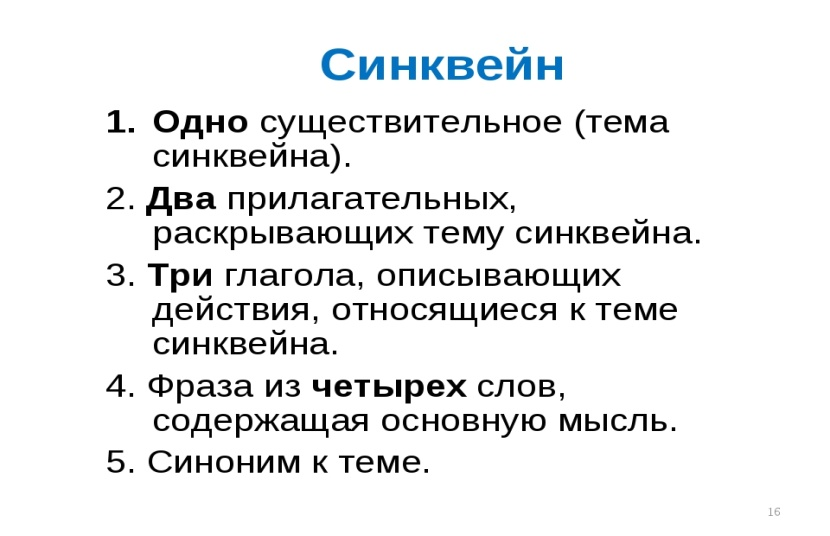 Синквейн
1. Одно существительное (тема
синквейна).
2. Два прилагательных,
раскрывающих тему синквейна.
3. Три глагола, описывающих
действия, относящиеся к теме
синквейна.
4. Фраза из четырех слов,
содержащая основную мысль.
5. Синоним к теме.
16